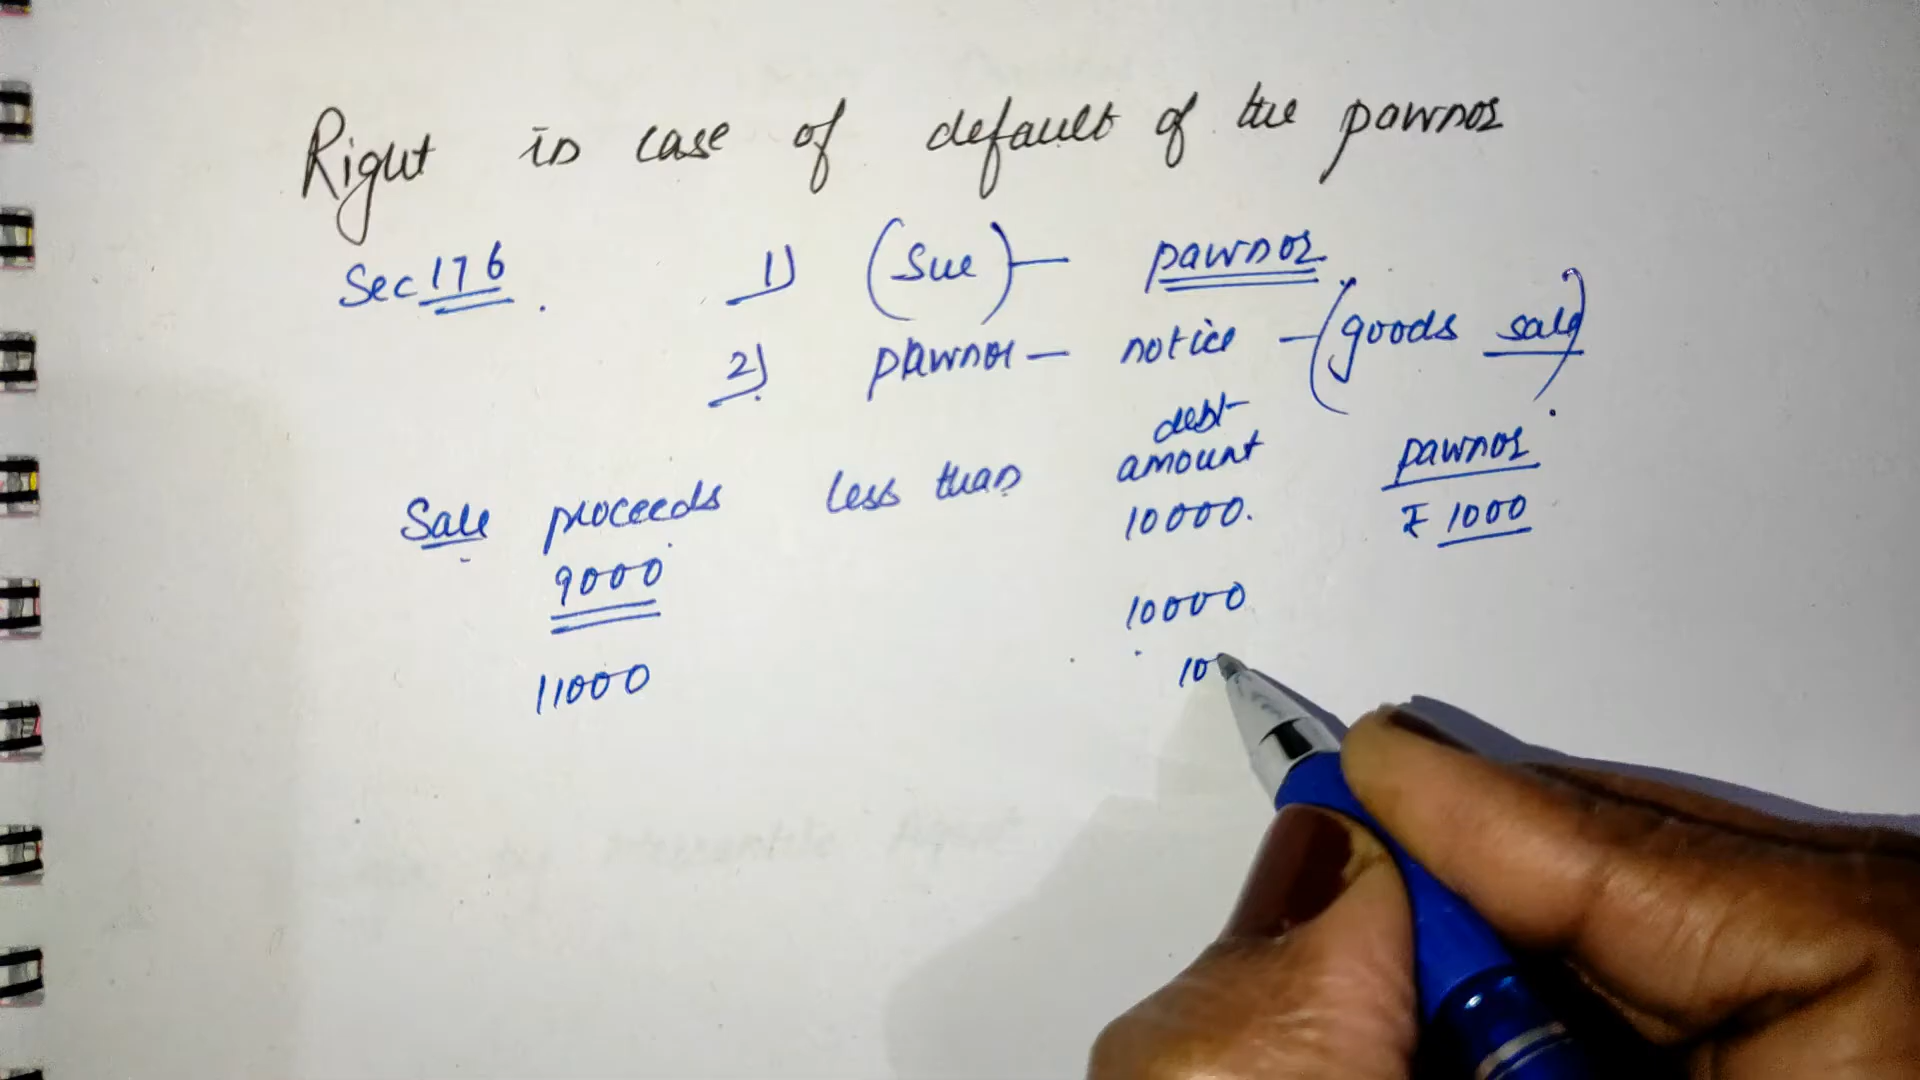 Right in case of default of the pawnor
Sec 176. 1) (Sue) — pawnor
2) pawnor — notice — (goods sale)
debt
Sale proceeds less than amount pawnor
9000 10000. ₹ 1000
10000
11000 10